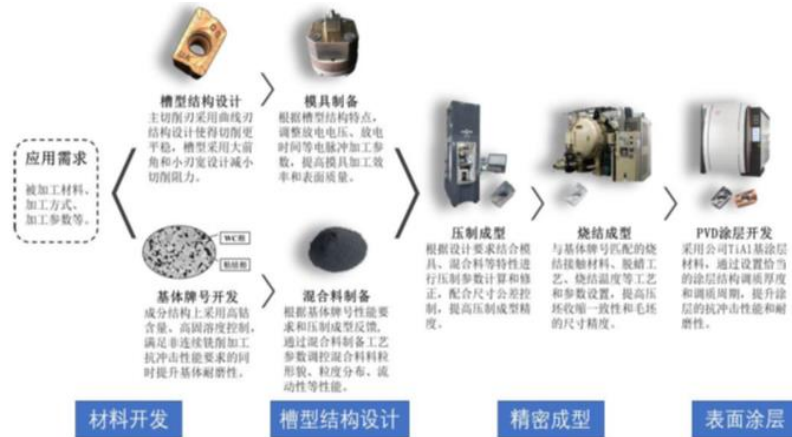 应用需求
被加工材料、
加工方式、
加工参数等。
槽型结构设计
主切削刃采用曲线刃
结构设计使得切削更
平稳，槽型采用大前
角和小刃宽设计减小
切削阻力。
模具制备
根据槽型结构特点，
调整放电电压、放电
时间等电脉冲加工参
数，提高模具加工效
率和表面质量。
WC相
粘结相
基体牌号开发
成分结构上采用高钴
含量、高固溶度控制，
满足非连续铣削加工
抗冲击性能要求的同
时提升基体耐磨性。
混合料制备
根据基体牌号性能要
求和压制成型反馈，
通过混合料制备工艺
参数调控混合料料粒
形貌、粒度分布、流
动性等性能。
压制成型
根据设计要求结合模
具、混合料等特性进
行压制参数计算和修
正，配合尺寸公差控
制，提高压制成型精
度。
烧结成型
与基体牌号匹配的烧
结接触材料、脱蜡工
艺、烧结温度等工艺
和参数设置，提高压
坯收缩一致性和毛坯
的尺寸精度。
PVD涂层开发
采用公司TiAl基涂层
材料，通过设置恰当
的涂层结构调质厚度
和调质周期，提升涂
层的抗冲击性能和耐
磨性。
材料开发
槽型结构设计
精密成型
表面涂层